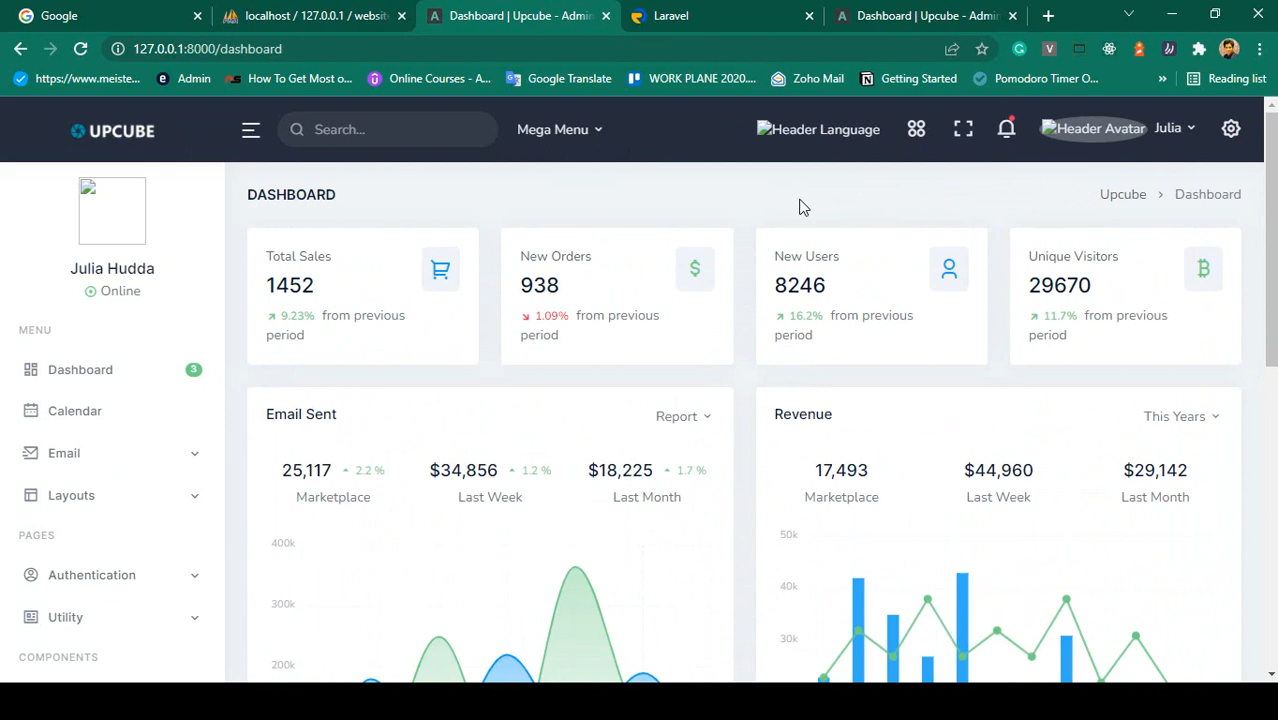 Google
localhost / 127.0.0.1 / website
Dashboard | Upcube - Admin
Laravel
Dashboard | Upcube - Admin
127.0.0.1:8000/dashboard
https://www.meiste...
Admin
How To Get Most o...
Online Courses - A...
Google Translate
WORK PLANE 2020....
Zoho Mail
Getting Started
Pomodoro Timer O...
»
Reading list
UPCUBE
Search...
Mega Menu
Header Language
Header Avatar
Julia
Julia Hudda
Online
MENU
Dashboard
3
Calendar
Email
Layouts
PAGES
Authentication
Utility
COMPONENTS
DASHBOARD
Upcube > Dashboard
Total Sales
1452
9.23% from previous
period
New Orders
938
$
1.09% from previous
period
New Users
8246
16.2% from previous
period
Unique Visitors
29670
11.7% from previous
period
Email Sent
Report
25,117 2.2 %
Marketplace
$34,856 1.2 %
Last Week
$18,225 1.7 %
Last Month
400k
300k
200k
Revenue
This Years
17,493
Marketplace
$44,960
Last Week
$29,142
Last Month
50k
40k
30k